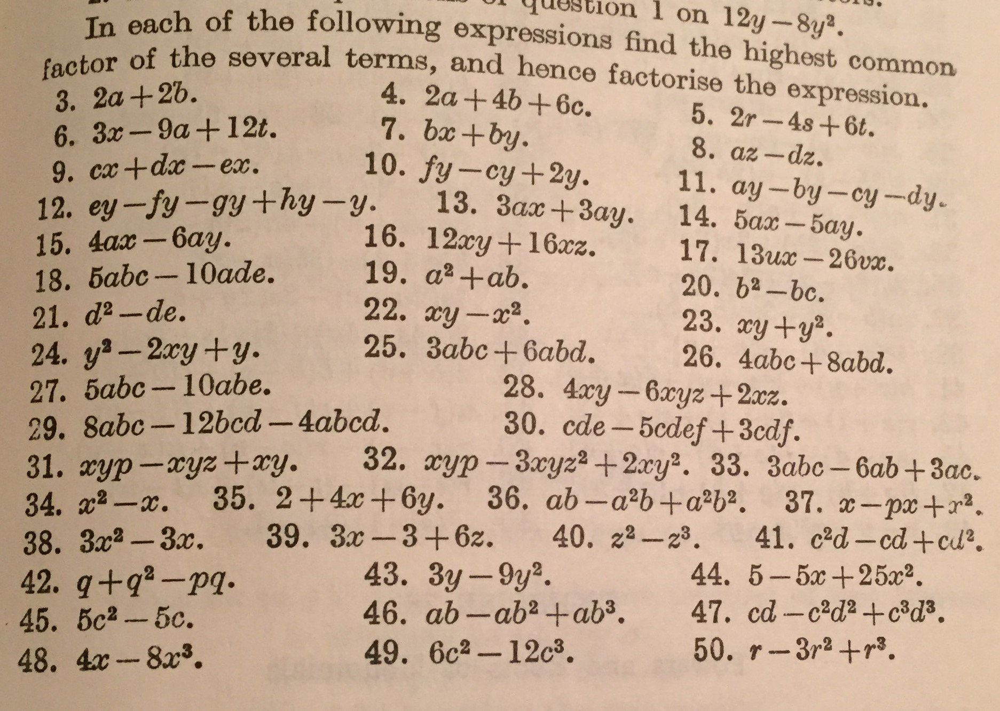 question 1 on 12y−8y².
In each of the following expressions find the highest common
factor of the several terms, and hence factorise the expression.
3. 2a+2b. 4. 2a+4b+6c. 5. 2r−4s+6t.
6. 3x−9a+12t. 7. bx+by. 8. az−dz.
9. cx+dx−ex. 10. fy−cy+2y. 11. ay−by−cy−dy.
12. ey−fy−gy+hy−y. 13. 3ax+3ay. 14. 5ax−5ay.
15. 4ax−6ay. 16. 12xy+16xz. 17. 13ux−26vx.
18. 5abc−10ade. 19. a²+ab. 20. b²−bc.
21. d²−de. 22. xy−x². 23. xy+y².
24. y²−2xy+y. 25. 3abc+6abd. 26. 4abc+8abd.
27. 5abc−10abe. 28. 4xy−6xyz+2xz.
29. 8abc−12bcd−4abcd. 30. cde−5cdef+3cdf.
31. xyp−xyz+xy. 32. xyp−3xyz²+2xy². 33. 3abc−6ab+3ac.
34. x²−x. 35. 2+4x+6y. 36. ab−a²b+a²b². 37. x−px+x².
38. 3x²−3x. 39. 3x−3+6z. 40. z²−z³. 41. c²d−cd+cd².
42. q+q²−pq. 43. 3y−9y². 44. 5−5x+25x².
45. 5c²−5c. 46. ab−ab²+ab³. 47. cd−c²d²+c³d³.
48. 4x−8x³. 49. 6c²−12c³. 50. r−3r²+r³.